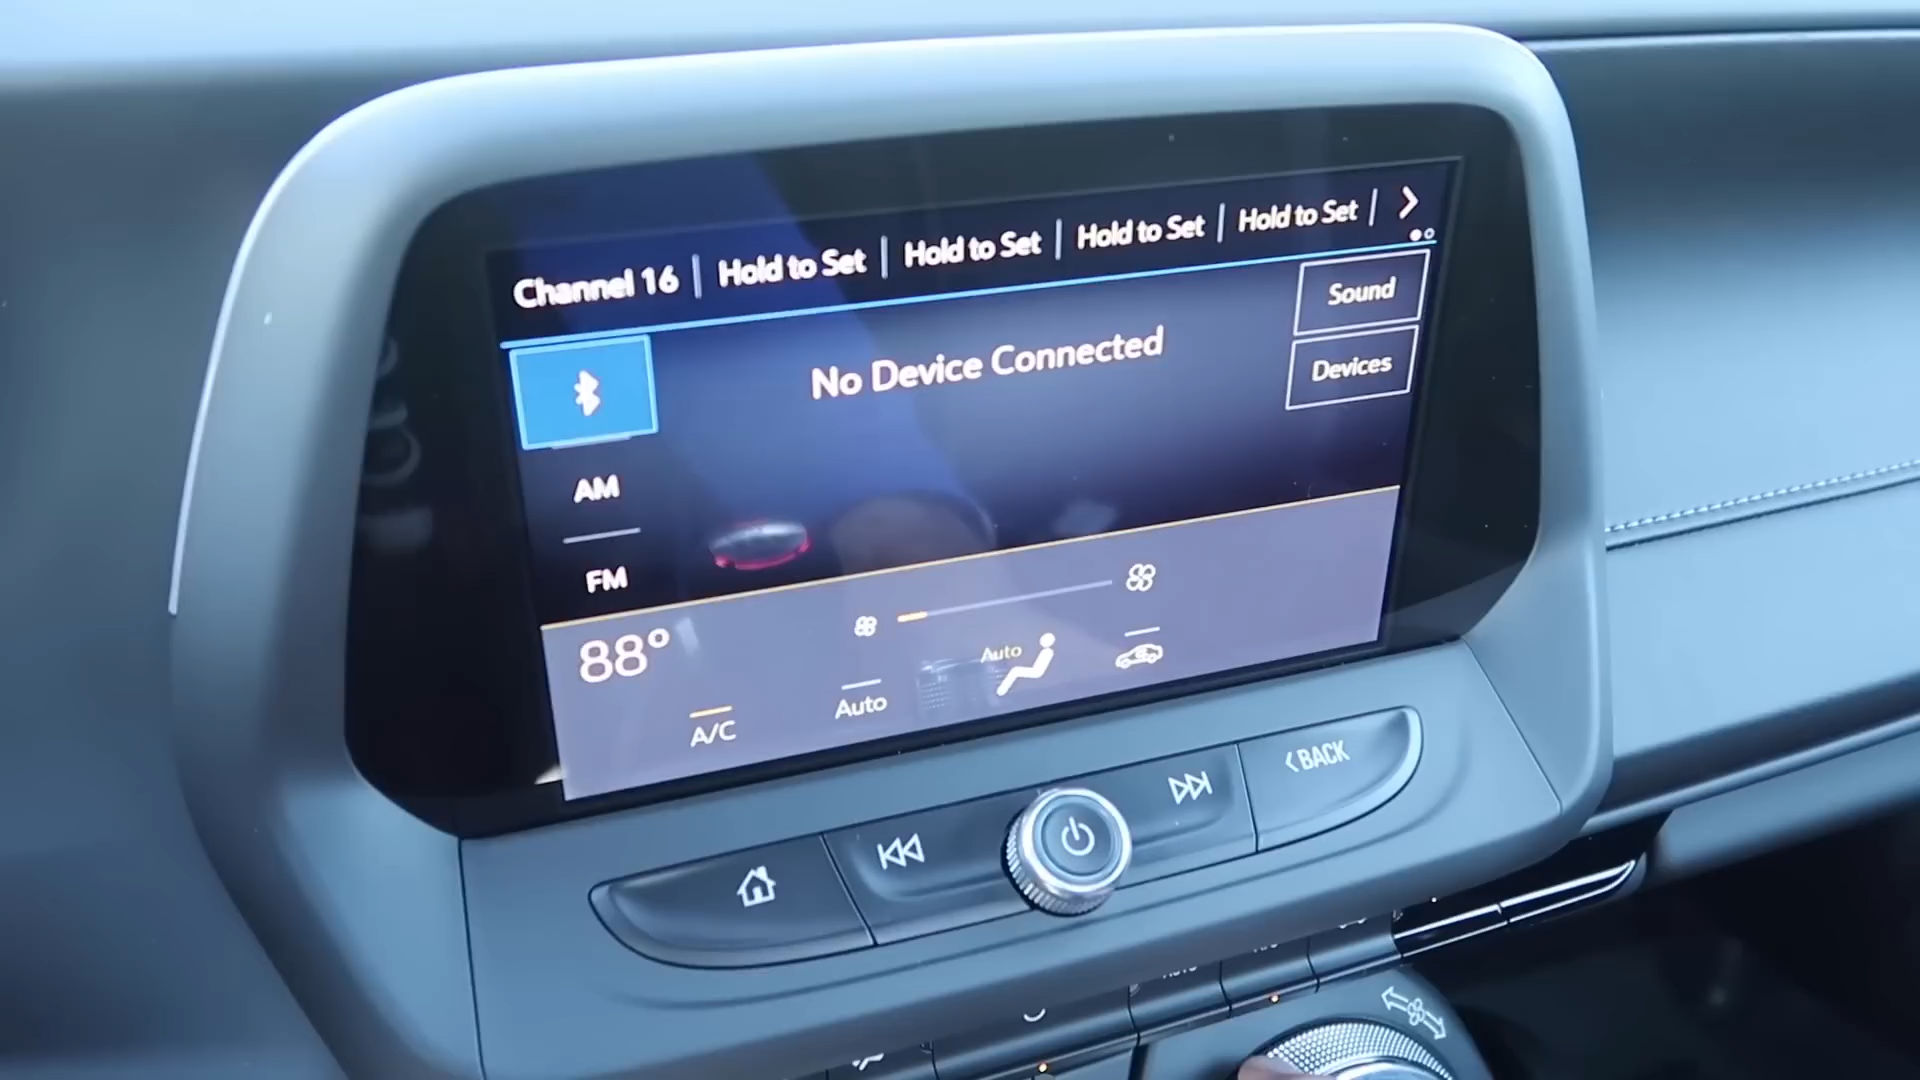 Channel 16 | Hold to Set | Hold to Set | Hold to Set | Hold to Set |
Sound
No Device Connected
Devices
AM
FM
88°
Auto
A/C
Auto
BACK